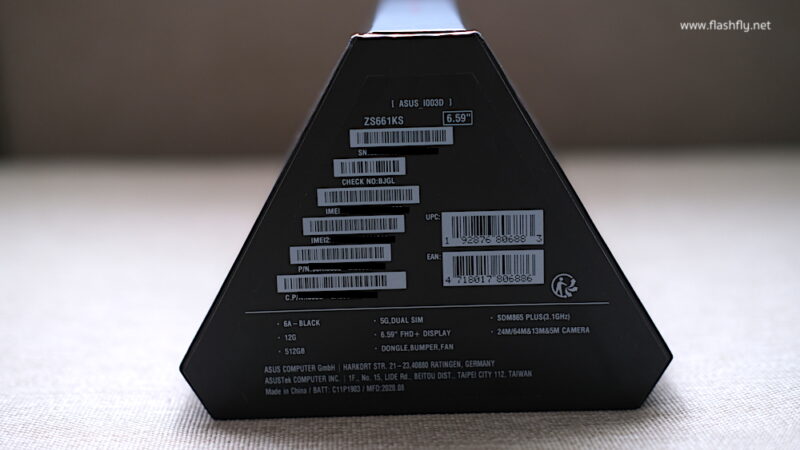 www.flashfly.net
[ ASUS_I003D ]
ZS661KS 6.59"
SN
CHECK NO:BJGL
IMEI
UPC:
1 92876 80688 3
IMEI2:
EAN:
P/N
4 718017 806886
C.P/N
· 6A-BLACK · 5G,DUAL SIM · SDM865 PLUS(3.1GHz)
· 12G · 6.59" FHD+ DISPLAY · 24M/64M&13M&5M CAMERA
· 512GB · DONGLE,BUMPER,FAN
ASUS COMPUTER GmbH | HARKORT STR. 21-23,40880 RATINGEN, GERMANY
ASUSTek COMPUTER INC. | 1F., No. 15, LIDE Rd., BEITOU DIST., TAIPEI CITY 112, TAIWAN
Made in China / BATT: C11P1903 / MFD:2020.08